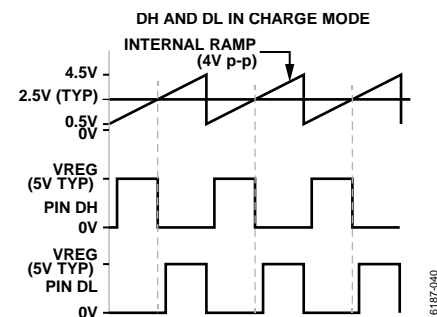 DH AND DL IN CHARGE MODE
INTERNAL RAMP
(4V p-p)
4.5V
2.5V (TYP)
0.5V
0V
VREG
(5V TYP)
PIN DH
0V
VREG
(5V TYP)
PIN DL
0V
6187-040